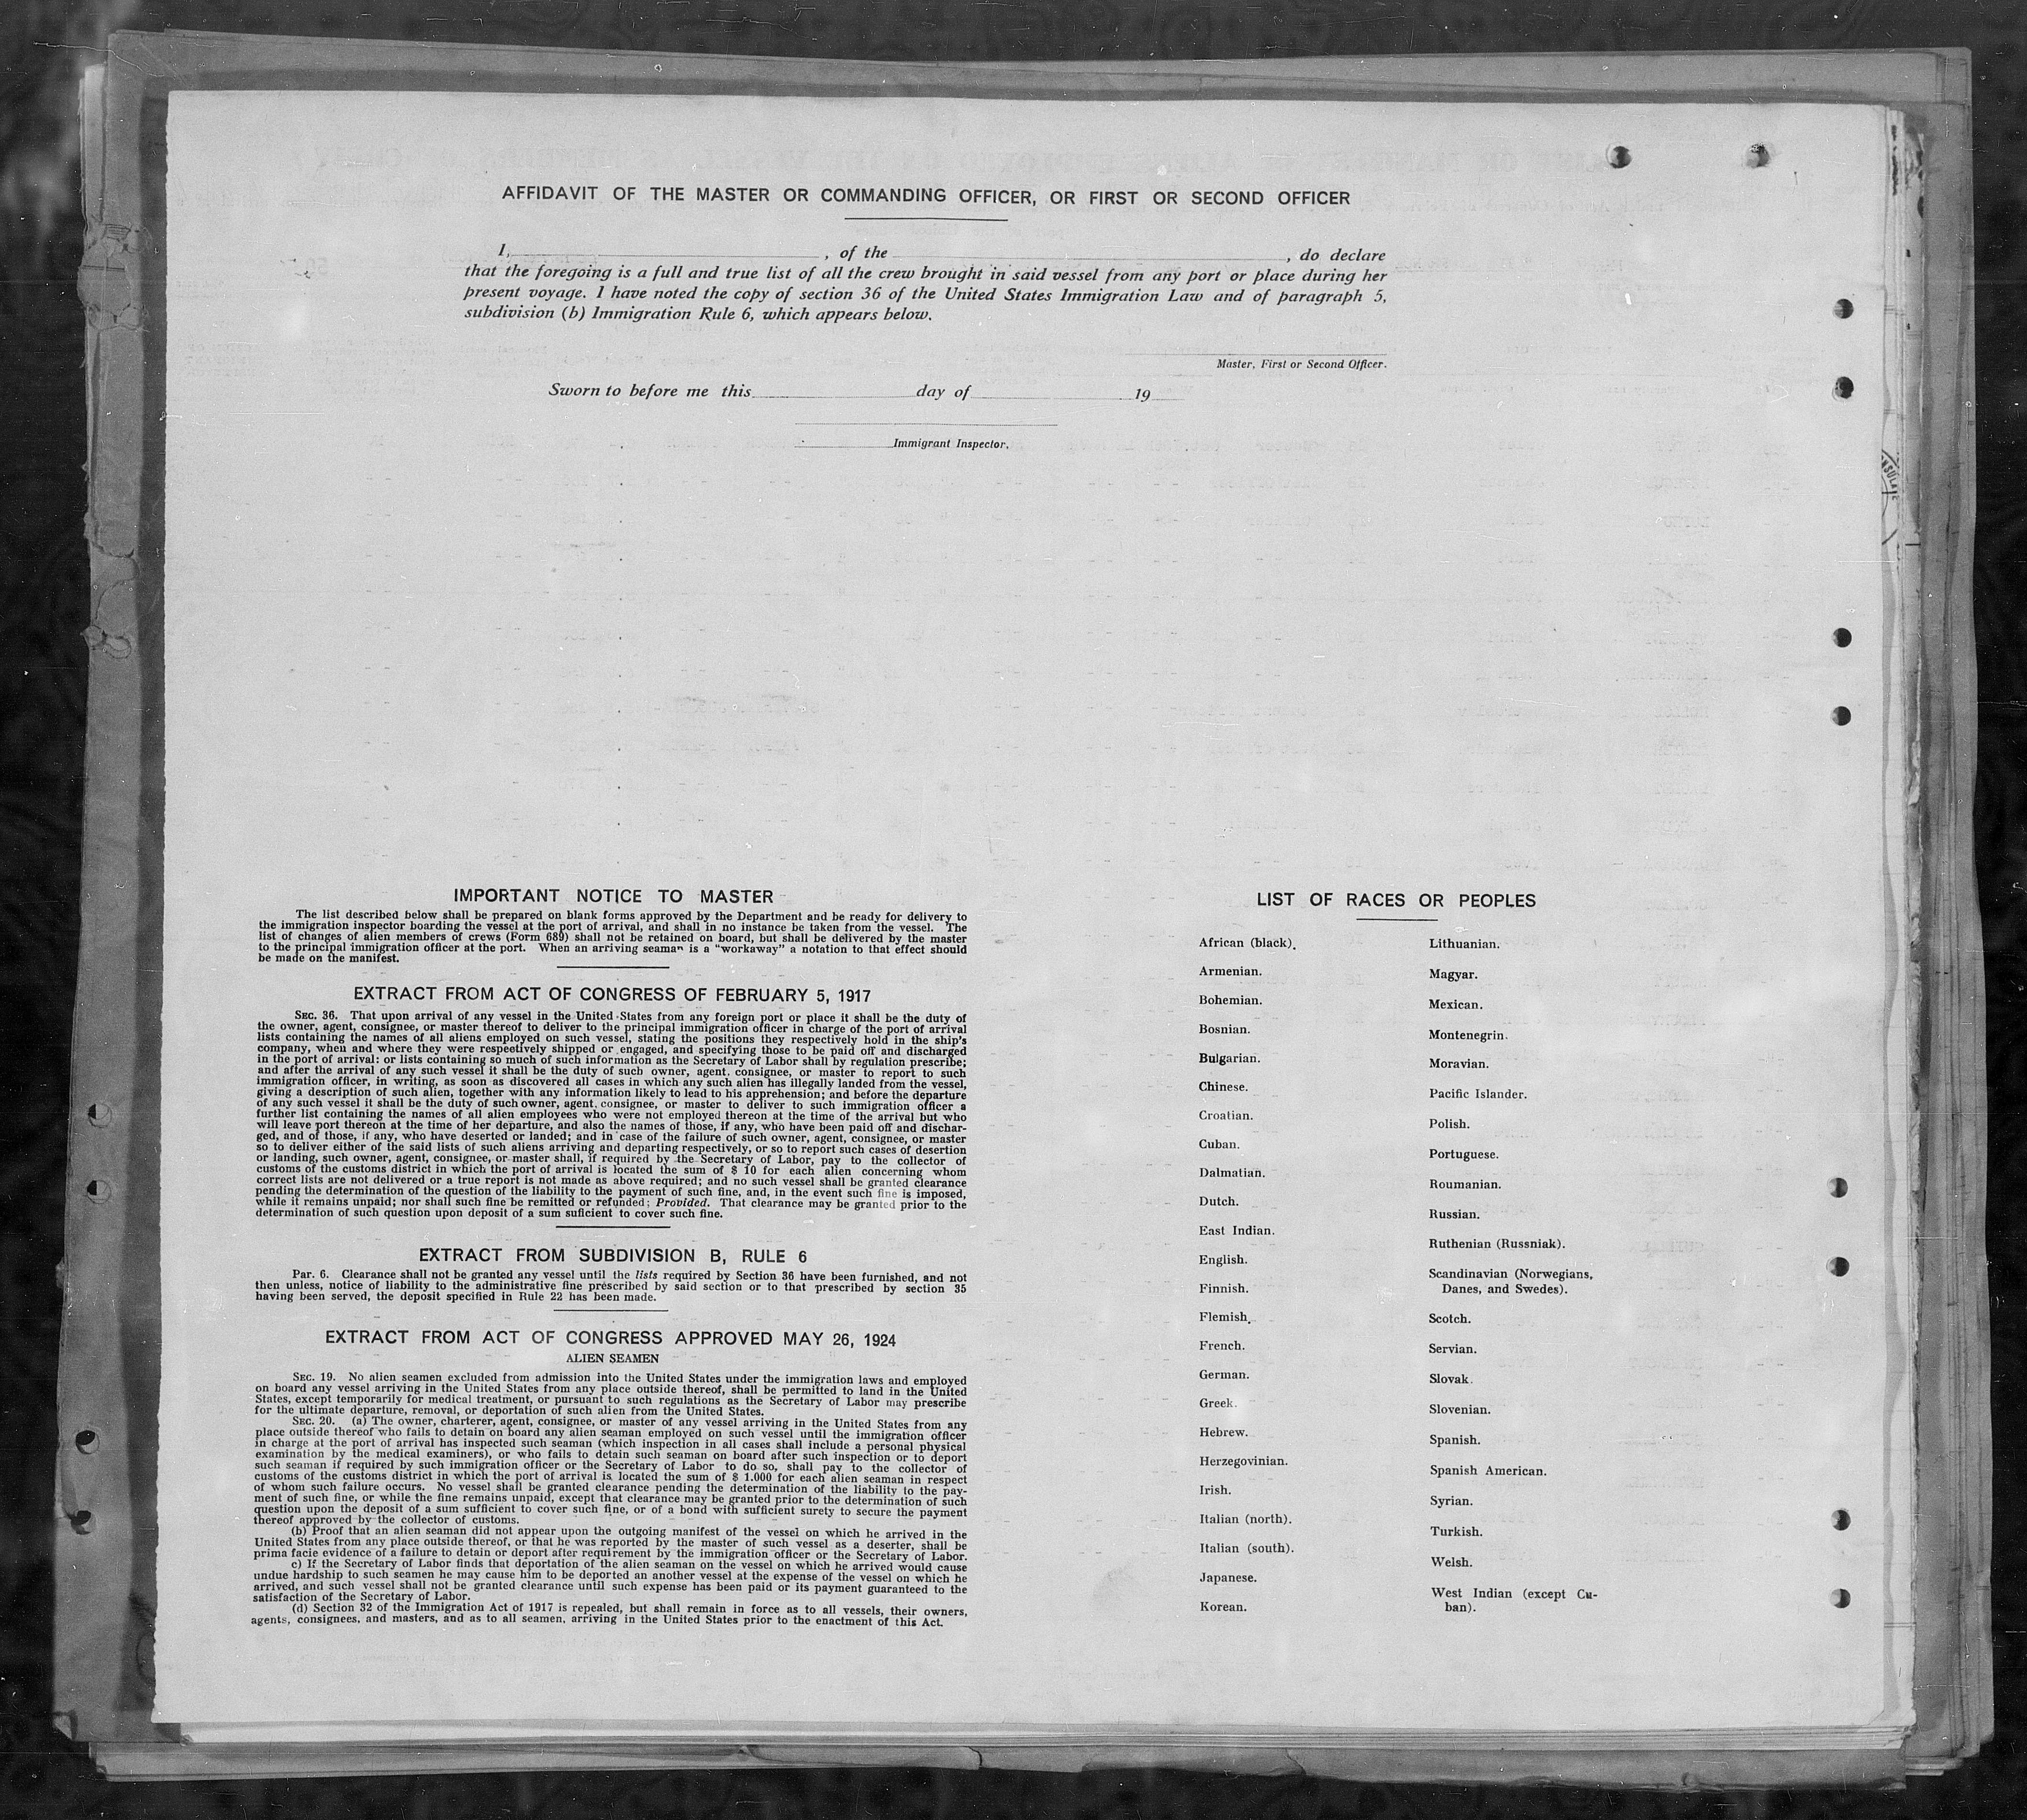 AFFIDAVIT OF THE MASTER OR COMMANDING OFFICER, OR FIRST OR SECOND OFFICER
I, , of the , do declare
that the foregoing is a full and true list of all the crew brought in said vessel from any port or place during her
present voyage. I have noted the copy of section 36 of the United States Immigration Law and of paragraph 5,
subdivision (b) Immigration Rule 6, which appears below.
Master, First or Second Officer.
Sworn to before me this day of 19
Immigrant Inspector.
IMPORTANT NOTICE TO MASTER
The list described below shall be prepared on blank forms approved by the Department and be ready for delivery to
the immigration inspector boarding the vessel at the port of arrival, and shall in no instance be taken from the vessel. The
list of changes of alien members of crews (Form 689) shall not be retained on board, but shall be delivered by the master
to the principal immigration officer at the port. When an arriving seaman is a "workaway" a notation to that effect should
be made on the manifest.
EXTRACT FROM ACT OF CONGRESS OF FEBRUARY 5, 1917
SEC. 36. That upon arrival of any vessel in the United States from any foreign port or place it shall be the duty of
the owner, agent, consignee, or master thereof to deliver to the principal immigration officer in charge of the port of arrival
lists containing the names of all aliens employed on such vessel, stating the positions they respectively hold in the ship's
company, when and where they were respectively shipped or engaged, and specifying those to be paid off and discharged
in the port of arrival: or lists containing so much of such information as the Secretary of Labor shall by regulation prescribe;
and after the arrival of any such vessel it shall be the duty of such owner, agent. consignee, or master to report to such
immigration officer, in writing, as soon as discovered all cases in which any such alien has illegally landed from the vessel,
giving a description of such alien, together with any information likely to lead to his apprehension; and before the departure
of any such vessel it shall be the duty of such owner, agent, consignee, or master to deliver to such immigration officer a
further list containing the names of all alien employees who were not employed thereon at the time of the arrival but who
will leave port thereon at the time of her departure, and also the names of those, if any, who have been paid off and dischar-
ged, and of those, if any, who have deserted or landed; and in case of the failure of such owner, agent, consignee, or master
so to deliver either of the said lists of such aliens arriving and departing respectively, or so to report such cases of desertion
or landing, such owner, agent, consignee, or master shall, if required by the Secretary of Labor, pay to the collector of
customs of the customs district in which the port of arrival is located the sum of $ 10 for each alien concerning whom
correct lists are not delivered or a true report is not made as above required; and no such vessel shall be granted clearance
pending the determination of the question of the liability to the payment of such fine, and, in the event such fine is imposed,
while it remains unpaid; nor shall such fine be remitted or refunded; Provided. That clearance may be granted prior to the
determination of such question upon deposit of a sum suficient to cover such fine.
EXTRACT FROM SUBDIVISION B, RULE 6
Par. 6. Clearance shall not be granted any vessel until the lists required by Section 36 have been furnished, and not
then unless, notice of liability to the administrative fine prescribed by said section or to that prescribed by section 35
having been served, the deposit specified in Rule 22 has been made.
EXTRACT FROM ACT OF CONGRESS APPROVED MAY 26, 1924
ALIEN SEAMEN
SEC. 19. No alien seamen excluded from admission into the United States under the immigration laws and employed
on board any vessel arriving in the United States from any place outside thereof, shall be permitted to land in the United
States, except temporarily for medical treatment, or pursuant to such regulations as the Secretary of Labor may prescribe
for the ultimate departure, removal, or deportation of such alien from the United States.
SEC. 20. (a) The owner, charterer, agent, consignee, or master of any vessel arriving in the United States from any
place outside thereof who fails to detain on board any alien seaman employed on such vessel until the immigration officer
in charge at the port of arrival has inspected such seaman (which inspection in all cases shall include a personal physical
examination by the medical examiners), or who fails to detain such seaman on board after such inspection or to deport
such seaman if required by such immigration officer or the Secretary of Labor to do so, shall pay to the collector of
customs of the customs district in which the port of arrival is located the sum of $ 1.000 for each alien seaman in respect
of whom such failure occurs. No vessel shall be granted clearance pending the determination of the liability to the pay-
ment of such fine, or while the fine remains unpaid, except that clearance may be granted prior to the determination of such
question upon the deposit of a sum sufficient to cover such fine, or of a bond with sufficient surety to secure the payment
thereof approved by the collector of customs.
(b) Proof that an alien seaman did not appear upon the outgoing manifest of the vessel on which he arrived in the
United States from any place outside thereof, or that he was reported by the master of such vessel as a deserter, shall be
prima facie evidence of a failure to detain or deport after requirement by the immigration officer or the Secretary of Labor.
c) If the Secretary of Labor finds that deportation of the alien seaman on the vessel on which he arrived would cause
undue hardship to such seamen he may cause him to be deported an another vessel at the expense of the vessel on which he
arrived, and such vessel shall not be granted clearance until such expense has been paid or its payment guaranteed to the
satisfaction of the Secretary of Labor.
(d) Section 32 of the Immigration Act of 1917 is repealed, but shall remain in force as to all vessels, their owners,
agents, consignees, and masters, and as to all seamen, arriving in the United States prior to the enactment of this Act.
LIST OF RACES OR PEOPLES
African (black).
Armenian.
Bohemian.
Bosnian.
Bulgarian.
Chinese.
Croatian.
Cuban.
Dalmatian.
Dutch.
East Indian.
English.
Finnish.
Flemish.
French.
German.
Greek.
Hebrew.
Herzegovinian.
Irish.
Italian (north).
Italian (south).
Japanese.
Korean.
Lithuanian.
Magyar.
Mexican.
Montenegrin.
Moravian.
Pacific Islander.
Polish.
Portuguese.
Roumanian.
Russian.
Ruthenian (Russniak).
Scandinavian (Norwegians,
Danes, and Swedes).
Scotch.
Servian.
Slovak.
Slovenian.
Spanish.
Spanish American.
Syrian.
Turkish.
Welsh.
West Indian (except Cu-
ban).